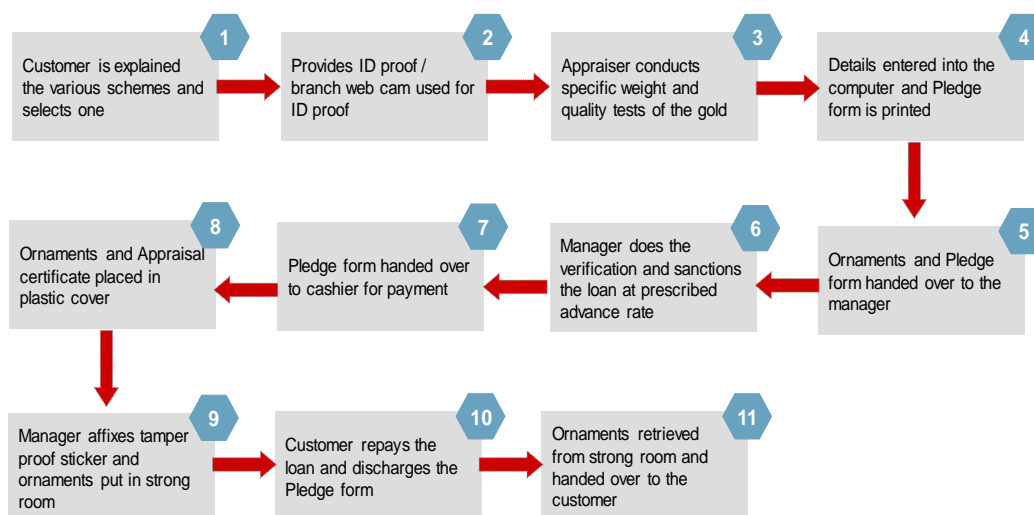 1
Customer is explained
the various schemes and
selects one
2
Provides ID proof /
branch web cam used for
ID proof
3
Appraiser conducts
specific weight and
quality tests of the gold
4
Details entered into the
computer and Pledge
form is printed
5
Ornaments and Pledge
form handed over to the
manager
6
Manager does the
verification and sanctions
the loan at prescribed
advance rate
7
Pledge form handed over
to cashier for payment
8
Ornaments and Appraisal
certificate placed in
plastic cover
9
Manager affixes tamper
proof sticker and
ornaments put in strong
room
10
Customer repays the
loan and discharges the
Pledge form
11
Ornaments retrieved
from strong room and
handed over to the
customer